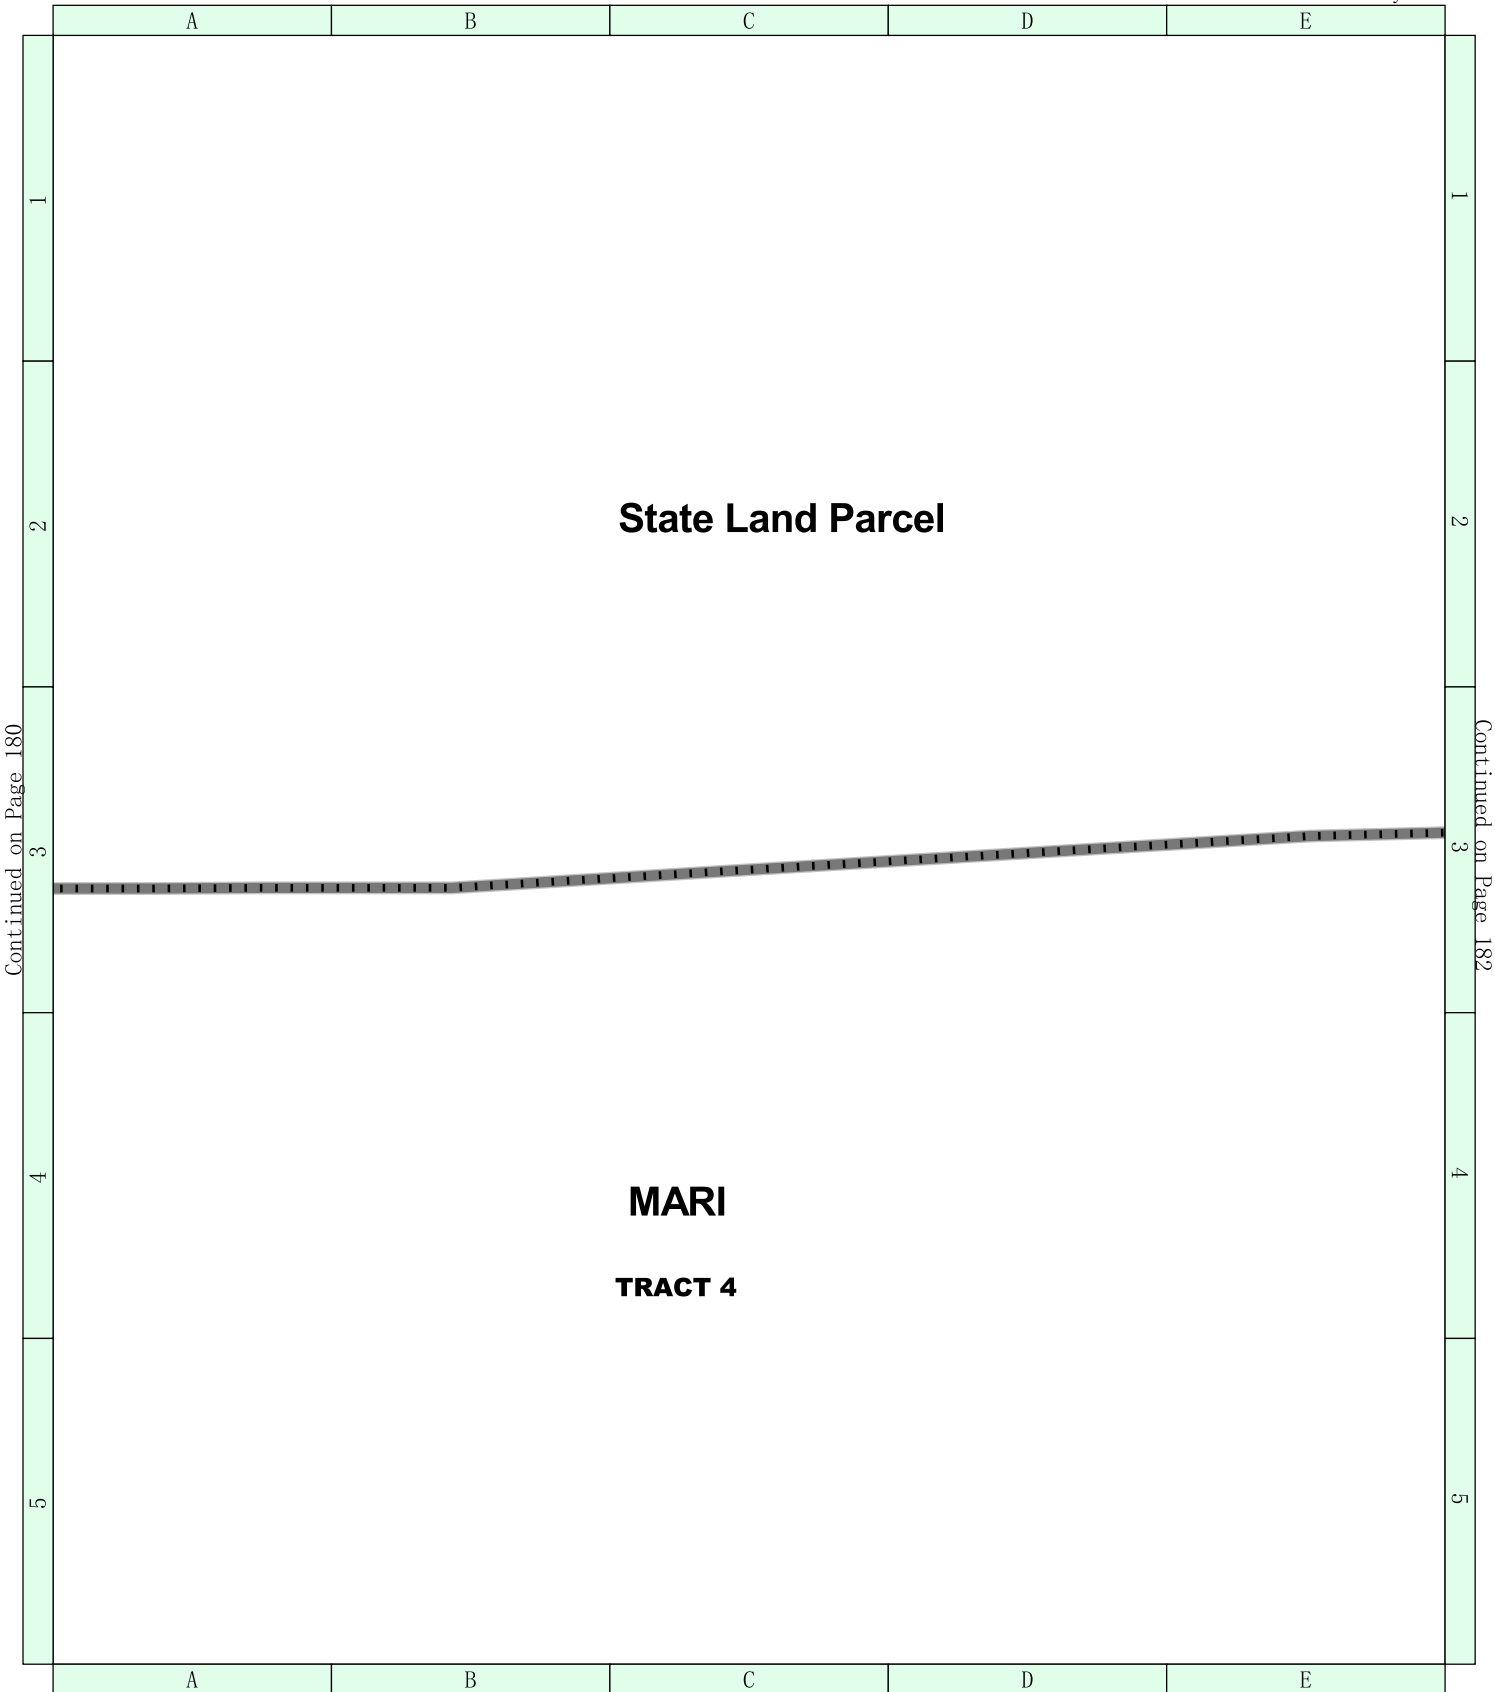 A B C D E
1 1
2 2
State Land Parcel
Continued on Page 180
3 3
Continued on Page 182
4 4
MARI
TRACT 4
5 5
A B C D E